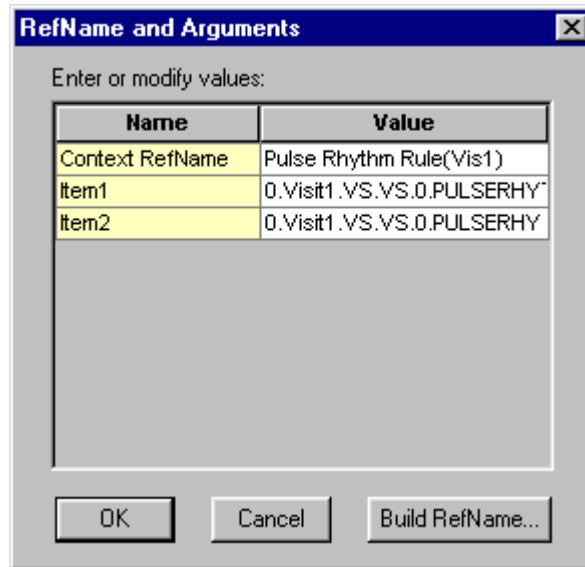 RefName and Arguments
Enter or modify values:
Name Value
Context RefName Pulse Rhythm Rule(Vis1)
Item1 0.Visit1.VS.VS.0.PULSERHYT
Item2 0.Visit1.VS.VS.0.PULSERHY
OK Cancel Build RefName...